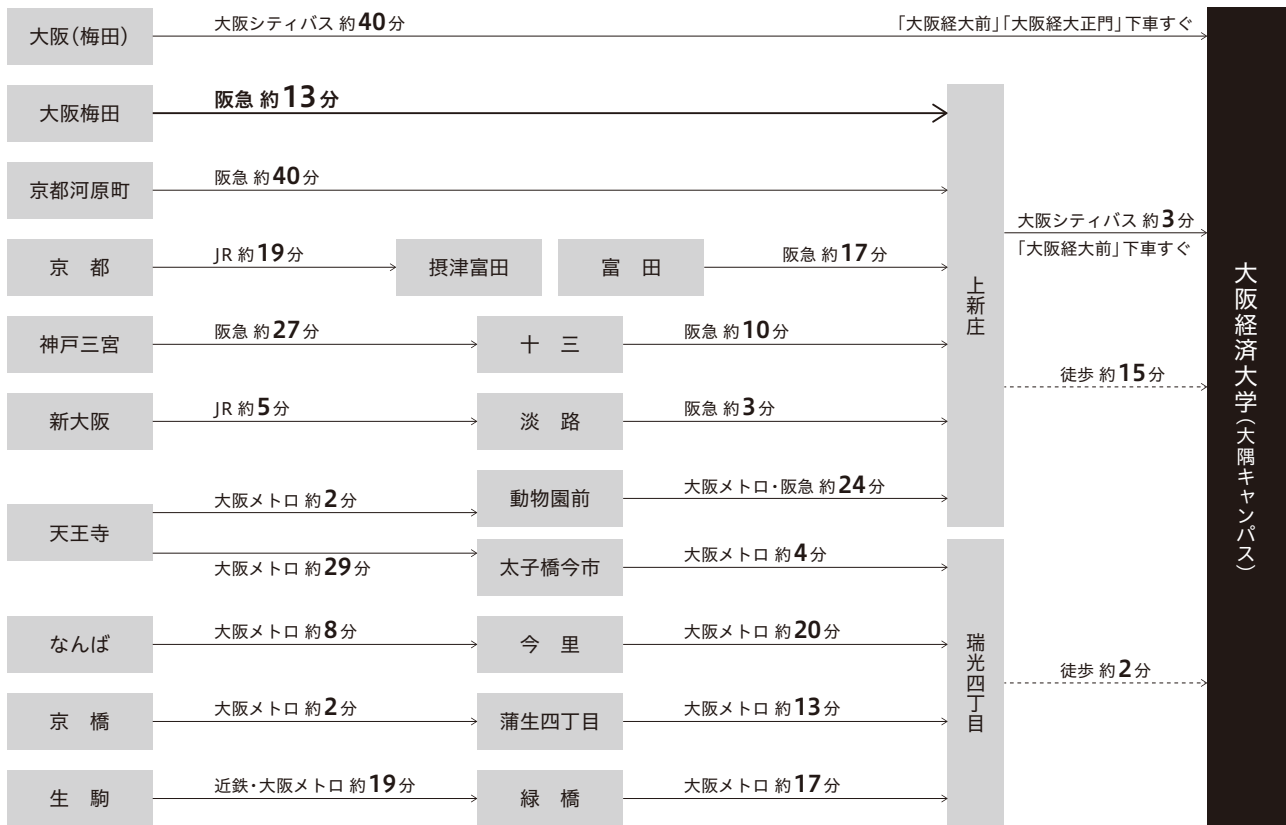 大阪（梅田）
大阪シティバス 約40分
「大阪経大前」「大阪経大正門」下車すぐ
大阪梅田
阪急 約13分
京都河原町
阪急 約40分
京　都
JR 約19分
摂津富田
富　田
阪急 約17分
神戸三宮
阪急 約27分
十　三
阪急 約10分
新大阪
JR 約5分
淡　路
阪急 約3分
天王寺
大阪メトロ 約2分
動物園前
大阪メトロ・阪急 約24分
大阪メトロ 約29分
太子橋今市
大阪メトロ 約4分
なんば
大阪メトロ 約8分
今　里
大阪メトロ 約20分
京　橋
大阪メトロ 約2分
蒲生四丁目
大阪メトロ 約13分
生　駒
近鉄・大阪メトロ 約19分
緑　橋
大阪メトロ 約17分
上新庄
大阪シティバス 約3分
「大阪経大前」下車すぐ
徒歩 約15分
瑞光四丁目
徒歩 約2分
大阪経済大学（大隅キャンパス）